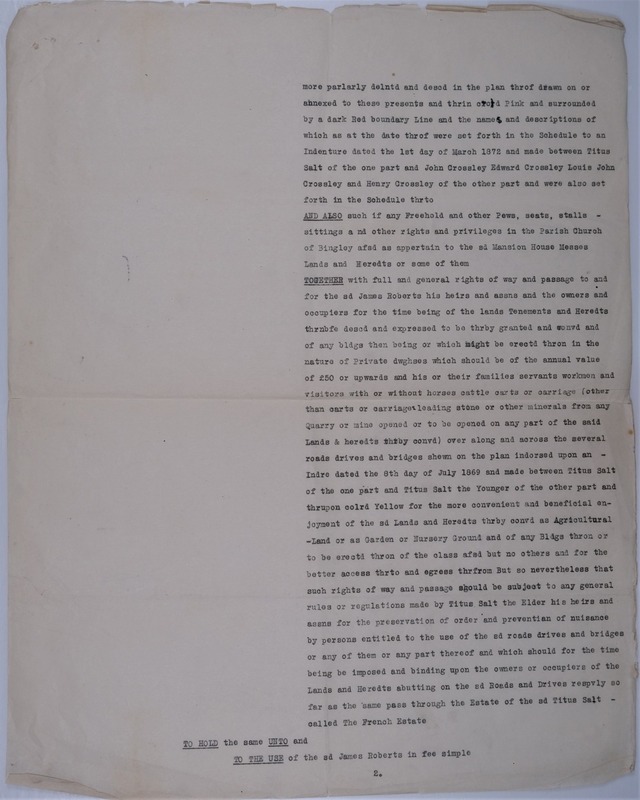 more parlarly delntd and descd in the plan throf drawn on or
annexed to these presents and thrin cold Pink and surrounded
by a dark Red boundary Line and the names and descriptions of
which as at the date throf were set forth in the Schedule to an
Indenture dated the 1st day of March 1872 and made between Titus
Salt of the one part and John Crossley Edward Crossley Louis John
Crossley and Henry Crossley of the other part and were also set
forth in the Schedule thrto
AND ALSO such if any Freehold and other Pews, seats, stalls -
sittings a nd other rights and privileges in the Parish Church
of Bingley afsd as appertain to the sd Mansion House Messes
Lands and Heredts or some of them
TOGETHER with full and general rights of way and passage to and
for the sd James Roberts his heirs and assns and the owners and
occupiers for the time being of the lands Tenements and Heredts
thrnbfe descd and expressed to be thrby granted and convd and
of any bldgs then being or which might be erectd thron in the
nature of Private dwghses which should be of the annual value
of £50 or upwards and his or their families servants workmen and
visitors with or without horses cattle carts or carriage (other
than carts or carriages leading stone or other minerals from any
Quarry or mine opened or to be opened on any part of the said
Lands & heredts thrby convd) over along and across the several
roads drives and bridges shewn on the plan indorsed upon an -
Indre dated the 8th day of July 1869 and made between Titus Salt
of the one part and Titus Salt the Younger of the other part and
thrupon colrd Yellow for the more convenient and beneficial en-
joyment of the sd Lands and Heredts thrby convd as Agricultural
-Land or as Garden or Nursery Ground and of any Bldgs thron or
to be erectd thron of the class afsd but no others and for the
better access thrto and egress thrfrom But so nevertheless that
such rights of way and passage should be subject to any general
rules or regulations made by Titus Salt the Elder his heirs and
assns for the preservation of order and prevention of nuisance
by persons entitled to the use of the sd roads drives and bridges
or any of them or any part thereof and which should for the time
being be imposed and binding upon the owners or occupiers of the
Lands and Heredts abutting on the sd Roads and Drives respvly so
far as the same pass through the Estate of the sd Titus Salt -
called The French Estate
TO HOLD the same UNTO and
TO THE USE of the sd James Roberts in fee simple
2.